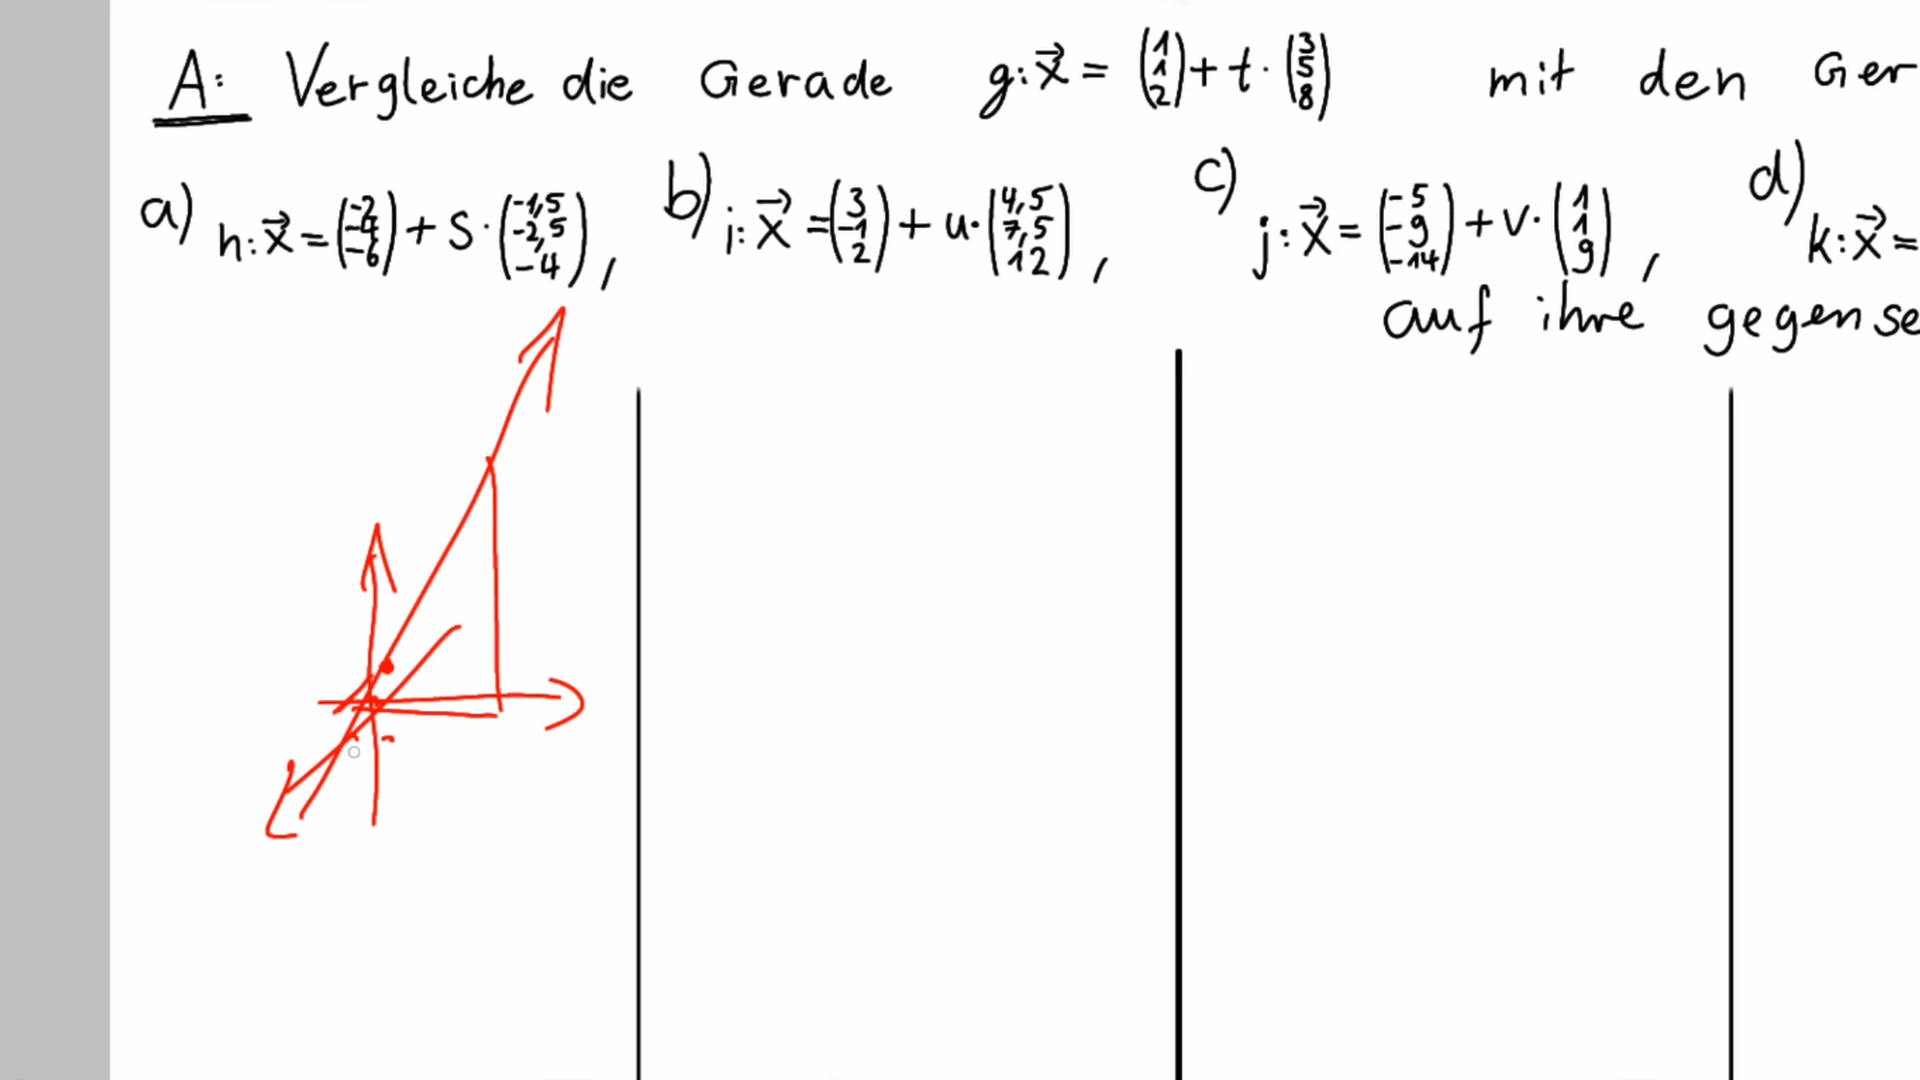 A: Vergleiche die Gerade g: x⃗ = (1 1 2) + t · (3 5 8) mit den Ger
a) h: x⃗ = (-2 -4 -6) + s · (-1,5 -2,5 -4), b) i: x⃗ = (3 -1 2) + u · (4,5 7,5 12), c) j: x⃗ = (-5 -9 -14) + v · (1 1 9), d) k: x⃗ =
auf ihre gegense